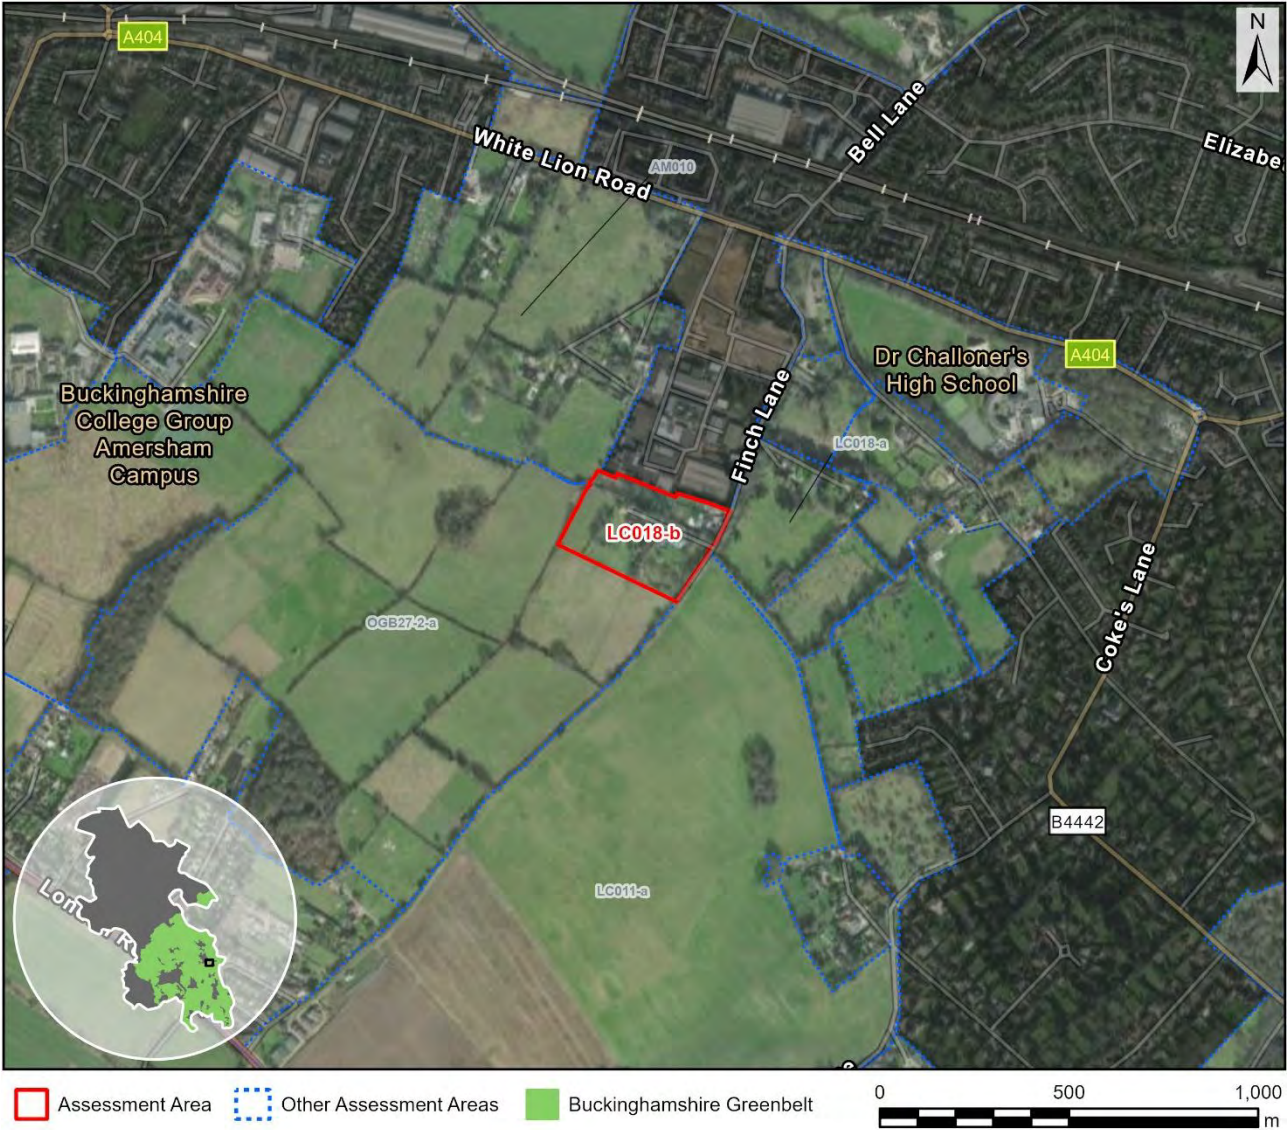 A404
N
White Lion Road
AM010
Bell Lane
Elizabe
Dr Challoner's
High School
A404
Buckinghamshire
College Group
Amersham
Campus
Finch Lane
LC018-a
LC018-b
Coke's Lane
OGB27-2-a
B4442
LC011-a
Lon
Assessment Area
Other Assessment Areas
Buckinghamshire Greenbelt
0
500
1,000
m